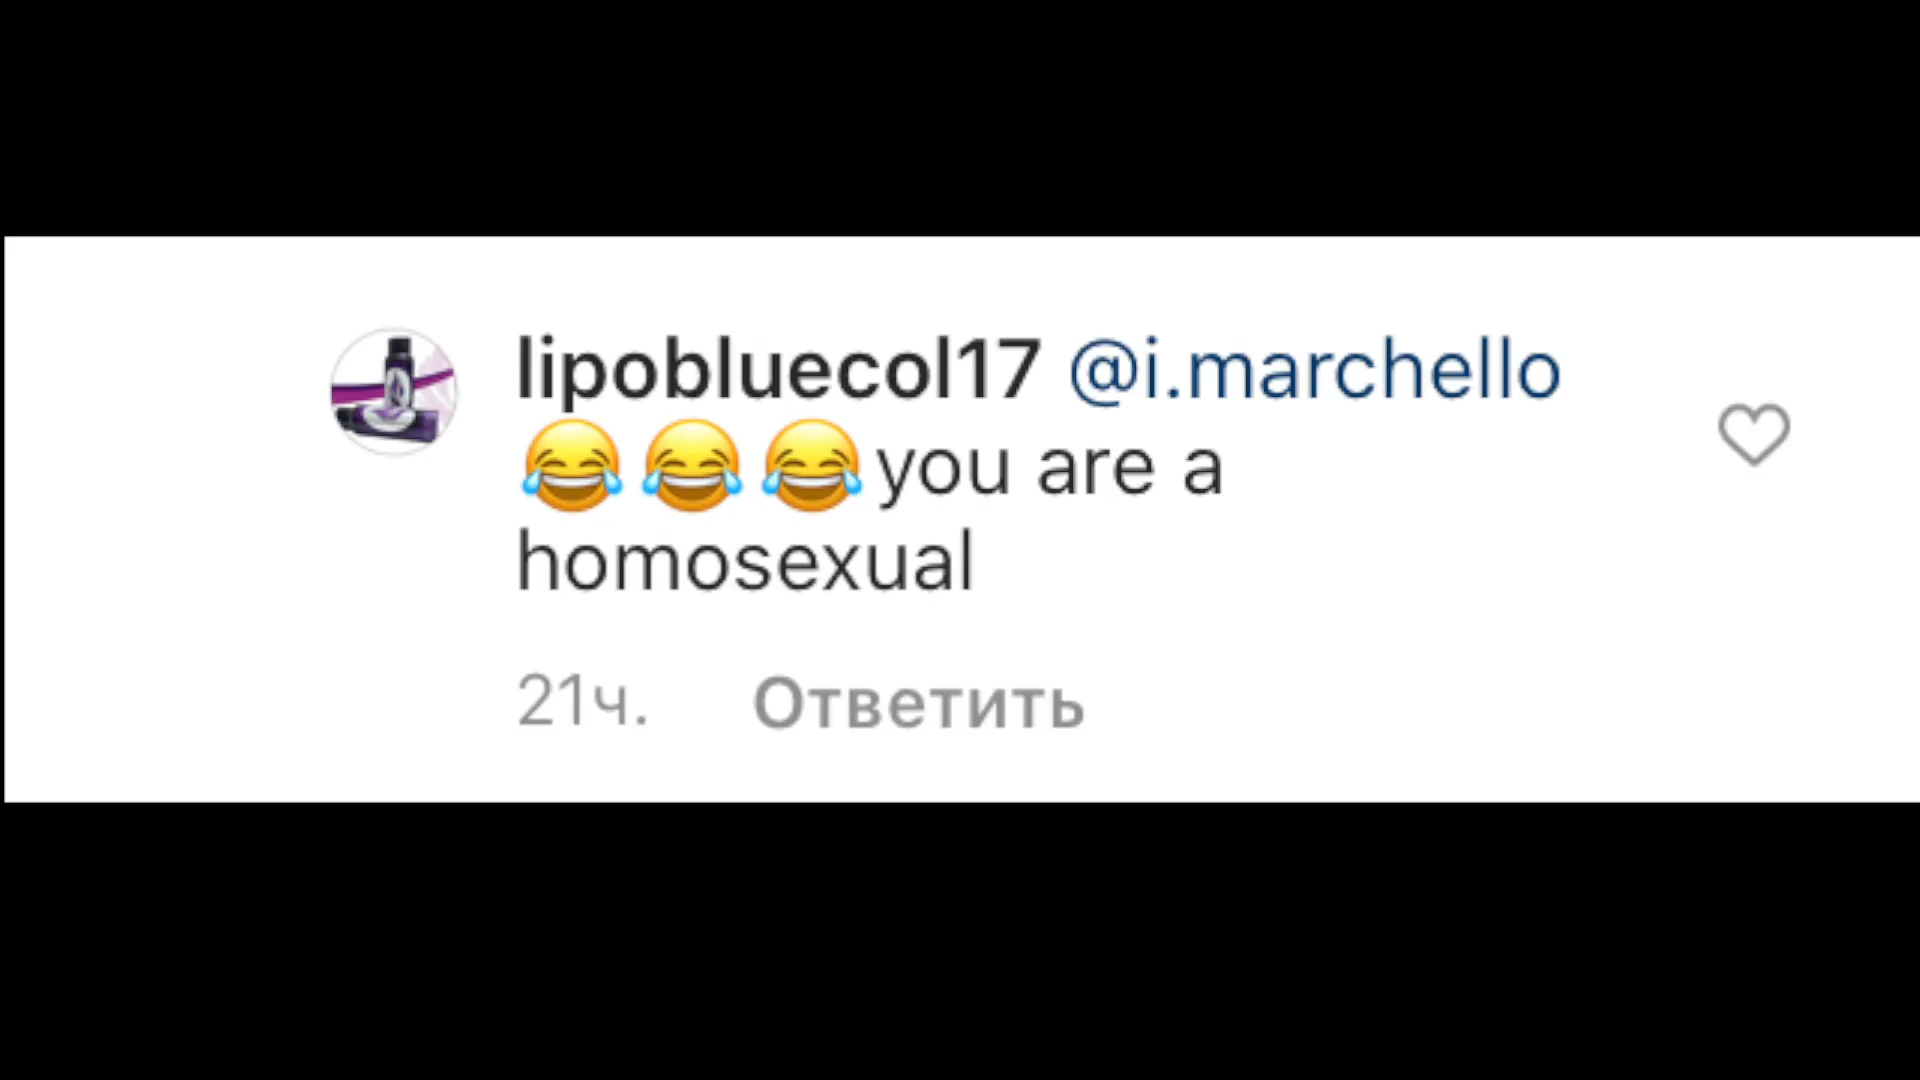 lipobluecol17 @i.marchello
😂😂😂you are a
homosexual
21ч. Ответить